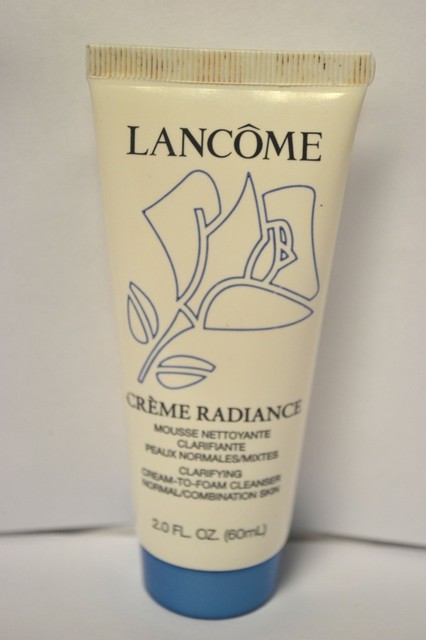 LANCÔME
CRÈME RADIANCE
MOUSSE NETTOYANTE
CLARIFIANTE
PEAUX NORMALES/MIXTES
CLARIFYING
CREAM-TO-FOAM CLEANSER
NORMAL/COMBINATION SKIN
2.0 FL. OZ. (60mL)